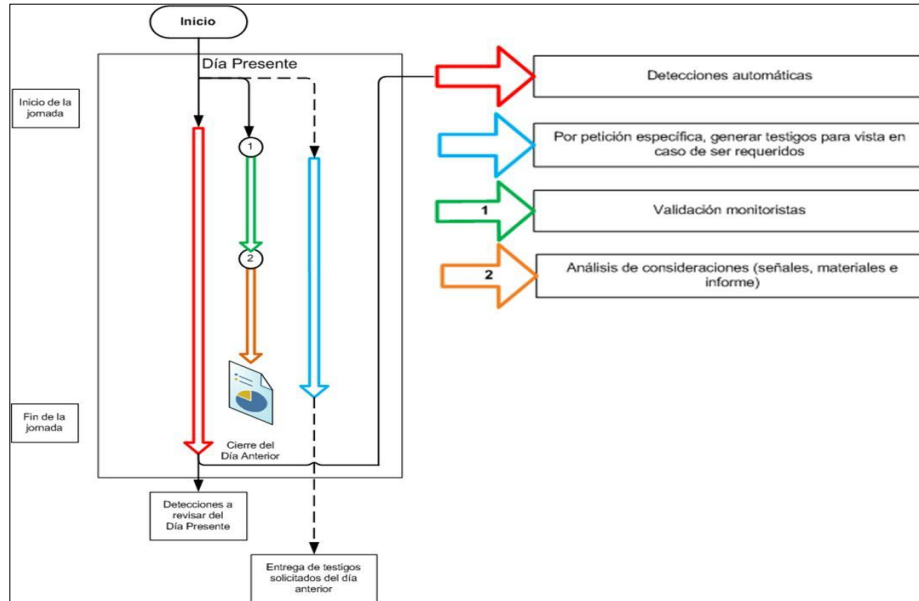 Inicio
Día Presente
Inicio de la
jornada
1
2
Fin de la
jornada
Cierre del
Día Anterior
Detecciones a
revisar del
Día Presente
Entrega de testigos
solicitados del día
anterior
Detecciones automáticas
Por petición específica, generar testigos para vista en
caso de ser requeridos
1
Validación monitoristas
2
Análisis de consideraciones (señales, materiales e
informe)